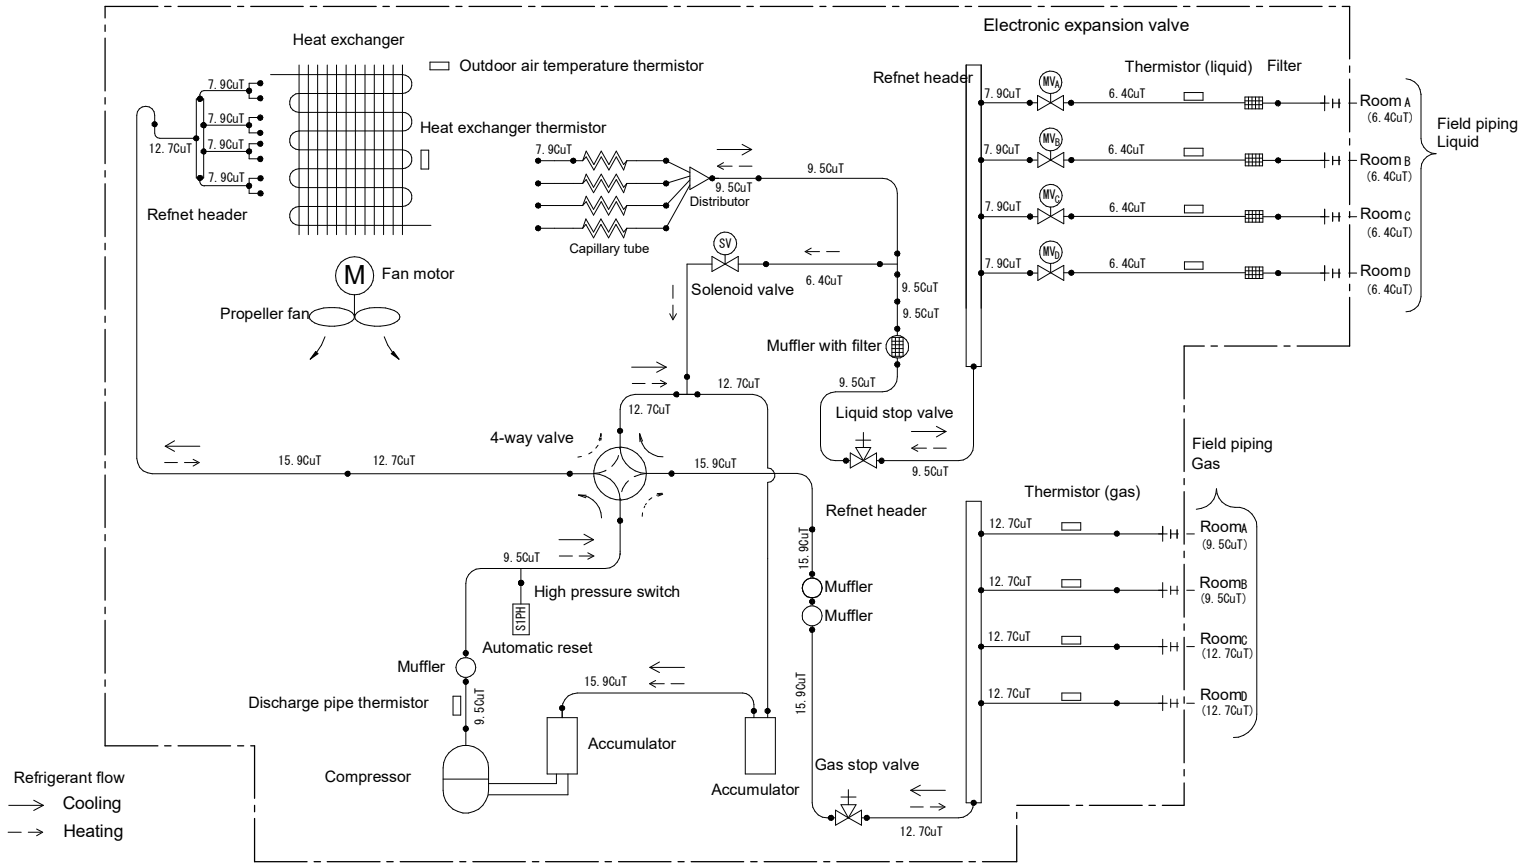 Electronic expansion valve
Heat exchanger
Outdoor air temperature thermistor
Refnet header
Thermistor (liquid)
Filter
7.9CuT
7.9CuT
7.9CuT
7.9CuT
12.7CuT
Refnet header
Heat exchanger thermistor
7.9CuT
9.5CuT
Distributor
Capillary tube
9.5CuT
7.9CuT
MVA
6.4CuT
Room A
(6.4CuT)
7.9CuT
MVB
6.4CuT
Room B
(6.4CuT)
7.9CuT
MVC
6.4CuT
Room C
(6.4CuT)
7.9CuT
MVD
6.4CuT
Room D
(6.4CuT)
Field piping
Liquid
M
Fan motor
Propeller fan
SV
Solenoid valve
6.4CuT
9.5CuT
9.5CuT
Muffler with filter
9.5CuT
Liquid stop valve
9.5CuT
12.7CuT
12.7CuT
4-way valve
15.9CuT
12.7CuT
15.9CuT
Field piping
Gas
Refnet header
Thermistor (gas)
15.9CuT
Muffler
Muffler
15.9CuT
12.7CuT
RoomA
(9.5CuT)
12.7CuT
RoomB
(9.5CuT)
12.7CuT
RoomC
(12.7CuT)
12.7CuT
RoomD
(12.7CuT)
9.5CuT
High pressure switch
S1PH
Automatic reset
Muffler
Discharge pipe thermistor
9.5CuT
15.9CuT
Accumulator
Compressor
Accumulator
Gas stop valve
12.7CuT
Refrigerant flow
Cooling
Heating